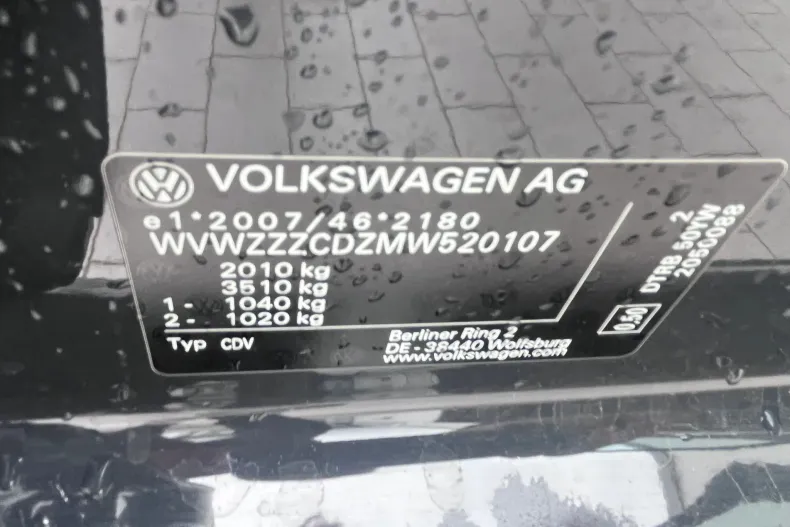 VOLKSWAGEN AG
e1*2007/46*2180
WVWZZZCDZMW520107
2010 kg
3510 kg
1- 1040 kg
2- 1020 kg
Typ CDV
Berliner Ring 2
DE-38440 Wolfsburg
www.volkswagen.com
0.50
2
DTRB 50YW
2050088